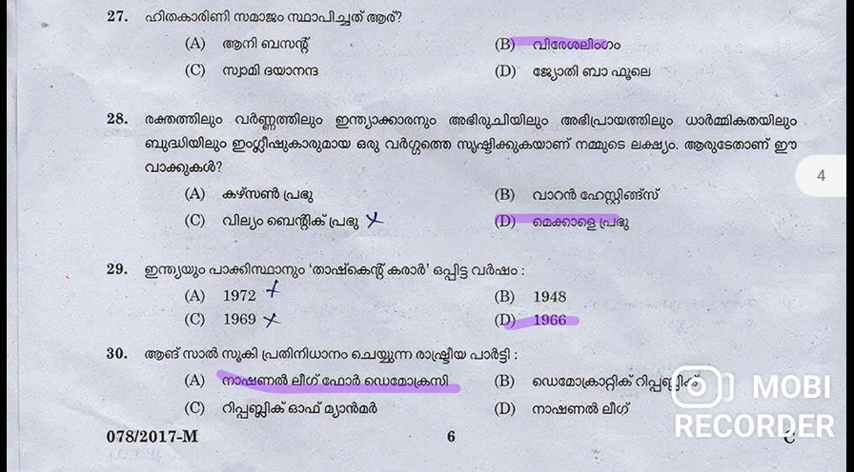 27. ഹിതകാരിണി സമാജം സ്ഥാപിച്ചത് ആര്?
(A) ആനി ബസന്റ് (B) വിരേശലിംഗം
(C) സ്വാമി ദയാനന്ദ (D) ജ്യോതി ബാ ഫൂലെ
28. രക്തത്തിലും വർണ്ണത്തിലും ഇന്ത്യാക്കാരനും അഭിരുചിയിലും അഭിപ്രായത്തിലും ധാർമ്മികതയിലും
ബുദ്ധിയിലും ഇംഗ്ലീഷുകാരുമായ ഒരു വർഗ്ഗത്തെ സൃഷ്ടിക്കുകയാണ് നമ്മുടെ ലക്ഷ്യം. ആരുടേതാണ് ഈ
വാക്കുകൾ?
4
(A) കഴ്സൺ പ്രഭു (B) വാറൻ ഹേസ്റ്റിങ്ങ്സ്
(C) വില്യം ബെന്റിക് പ്രഭു (D) മെക്കാളെ പ്രഭു
29. ഇന്ത്യയും പാക്കിസ്ഥാനും 'താഷ്കെന്റ് കരാർ' ഒപ്പിട്ട വർഷം :
(A) 1972 (B) 1948
(C) 1969 (D) 1966
30. ആങ് സാൻ സൂകി പ്രതിനിധാനം ചെയ്യുന്ന രാഷ്ട്രീയ പാർട്ടി :
(A) നാഷണൽ ലീഗ് ഫോർ ഡെമോക്രസി (B) ഡെമോക്രാറ്റിക് റിപ്പബ്ലിക്
(C) റിപ്പബ്ലിക് ഓഫ് മ്യാൻമർ (D) നാഷണൽ ലീഗ്
078/2017-M 6 C
MOBI
RECORDER